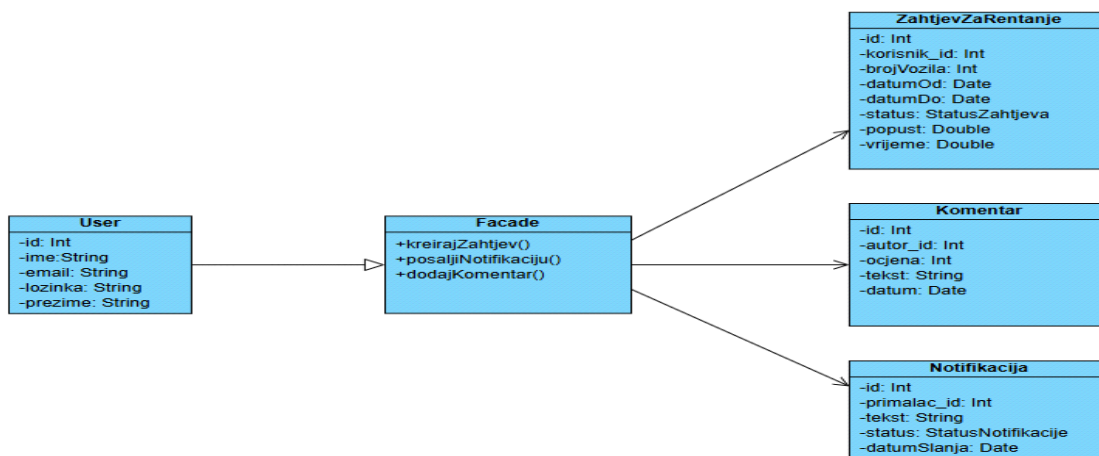 User
-id: Int
-ime:String
-email: String
-lozinka: String
-prezime: String
Facade
+kreirajZahtjev()
+posaljiNotifikaciju()
+dodajKomentar()
ZahtjevZaRentanje
-id: Int
-korisnik_id: Int
-brojVozila: Int
-datumOd: Date
-datumDo: Date
-status: StatusZahtjeva
-popust: Double
-vrijeme: Double
Komentar
-id: Int
-autor_id: Int
-ocjena: Int
-tekst: String
-datum: Date
Notifikacija
-id: Int
-primalac_id: Int
-tekst: String
-status: StatusNotifikacije
-datumSlanja: Date